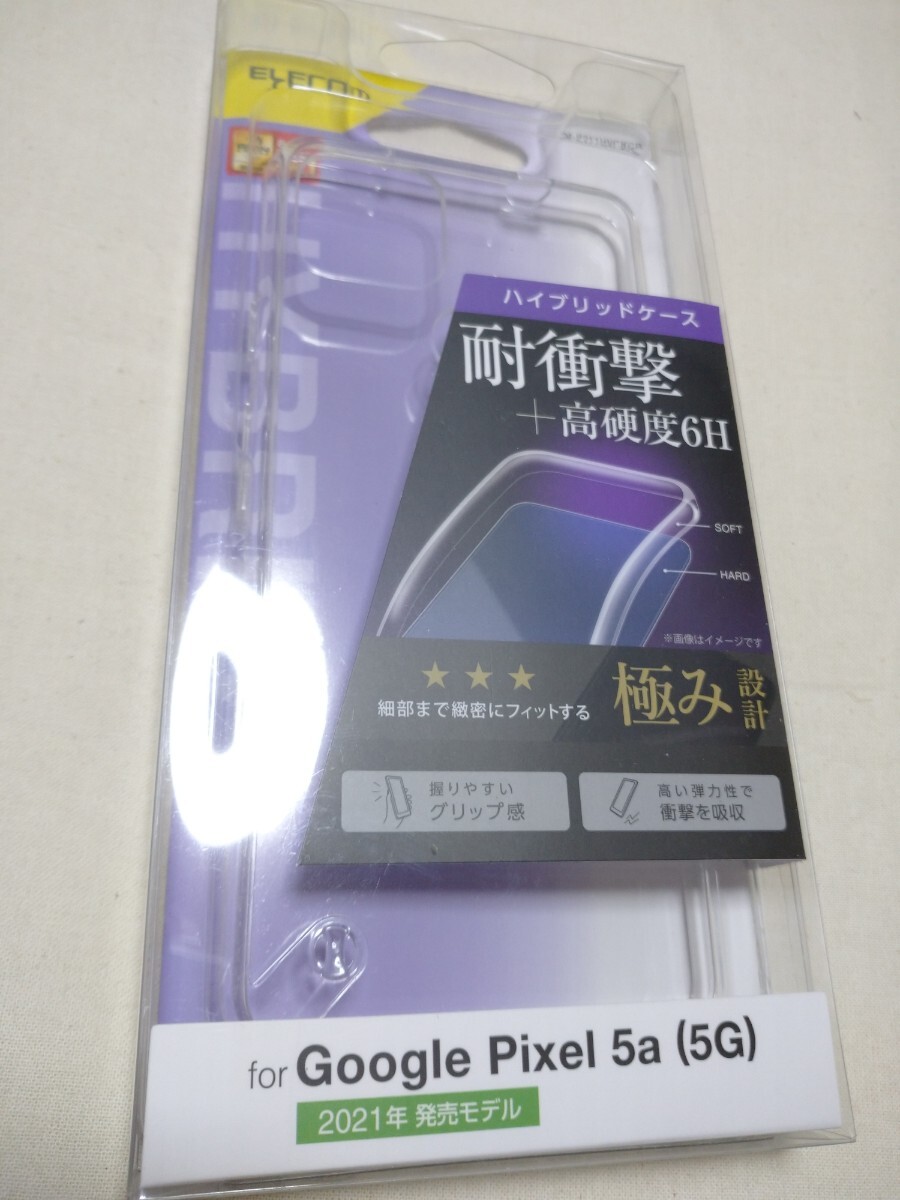 ELECOM
HYBRI
ハイブリッドケース
耐衝撃
+高硬度6H
SOFT
HARD
※画像はイメージです
★★★
細部まで緻密にフィットする
極み設計
握りやすい
グリップ感
高い弾力性で
衝撃を吸収
for Google Pixel 5a (5G)
2021年 発売モデル